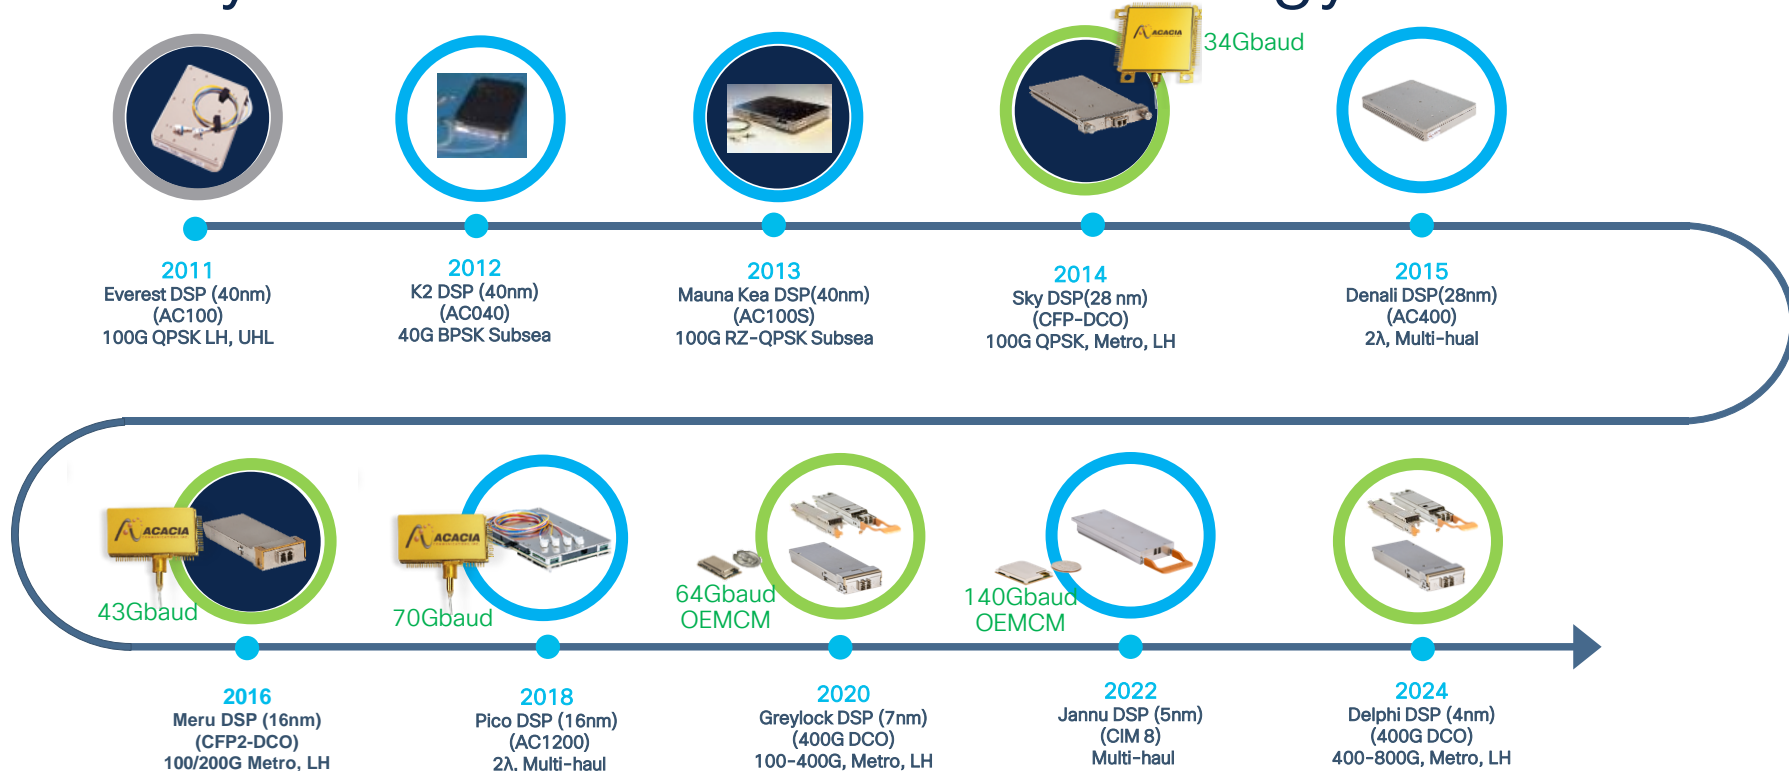 ACACIA
34Gbaud
2011
Everest DSP (40nm)
(AC100)
100G QPSK LH, UHL
2012
K2 DSP (40nm)
(AC040)
40G BPSK Subsea
2013
Mauna Kea DSP(40nm)
(AC100S)
100G RZ-QPSK Subsea
2014
Sky DSP(28 nm)
(CFP-DCO)
100G QPSK, Metro, LH
2015
Denali DSP(28nm)
(AC400)
2λ, Multi-hual
ACACIA
43Gbaud
ACACIA
70Gbaud
64Gbaud
OEMCM
140Gbaud
OEMCM
2016
Meru DSP (16nm)
(CFP2-DCO)
100/200G Metro, LH
2018
Pico DSP (16nm)
(AC1200)
2λ, Multi-haul
2020
Greylock DSP (7nm)
(400G DCO)
100-400G, Metro, LH
2022
Jannu DSP (5nm)
(CIM 8)
Multi-haul
2024
Delphi DSP (4nm)
(400G DCO)
400-800G, Metro, LH